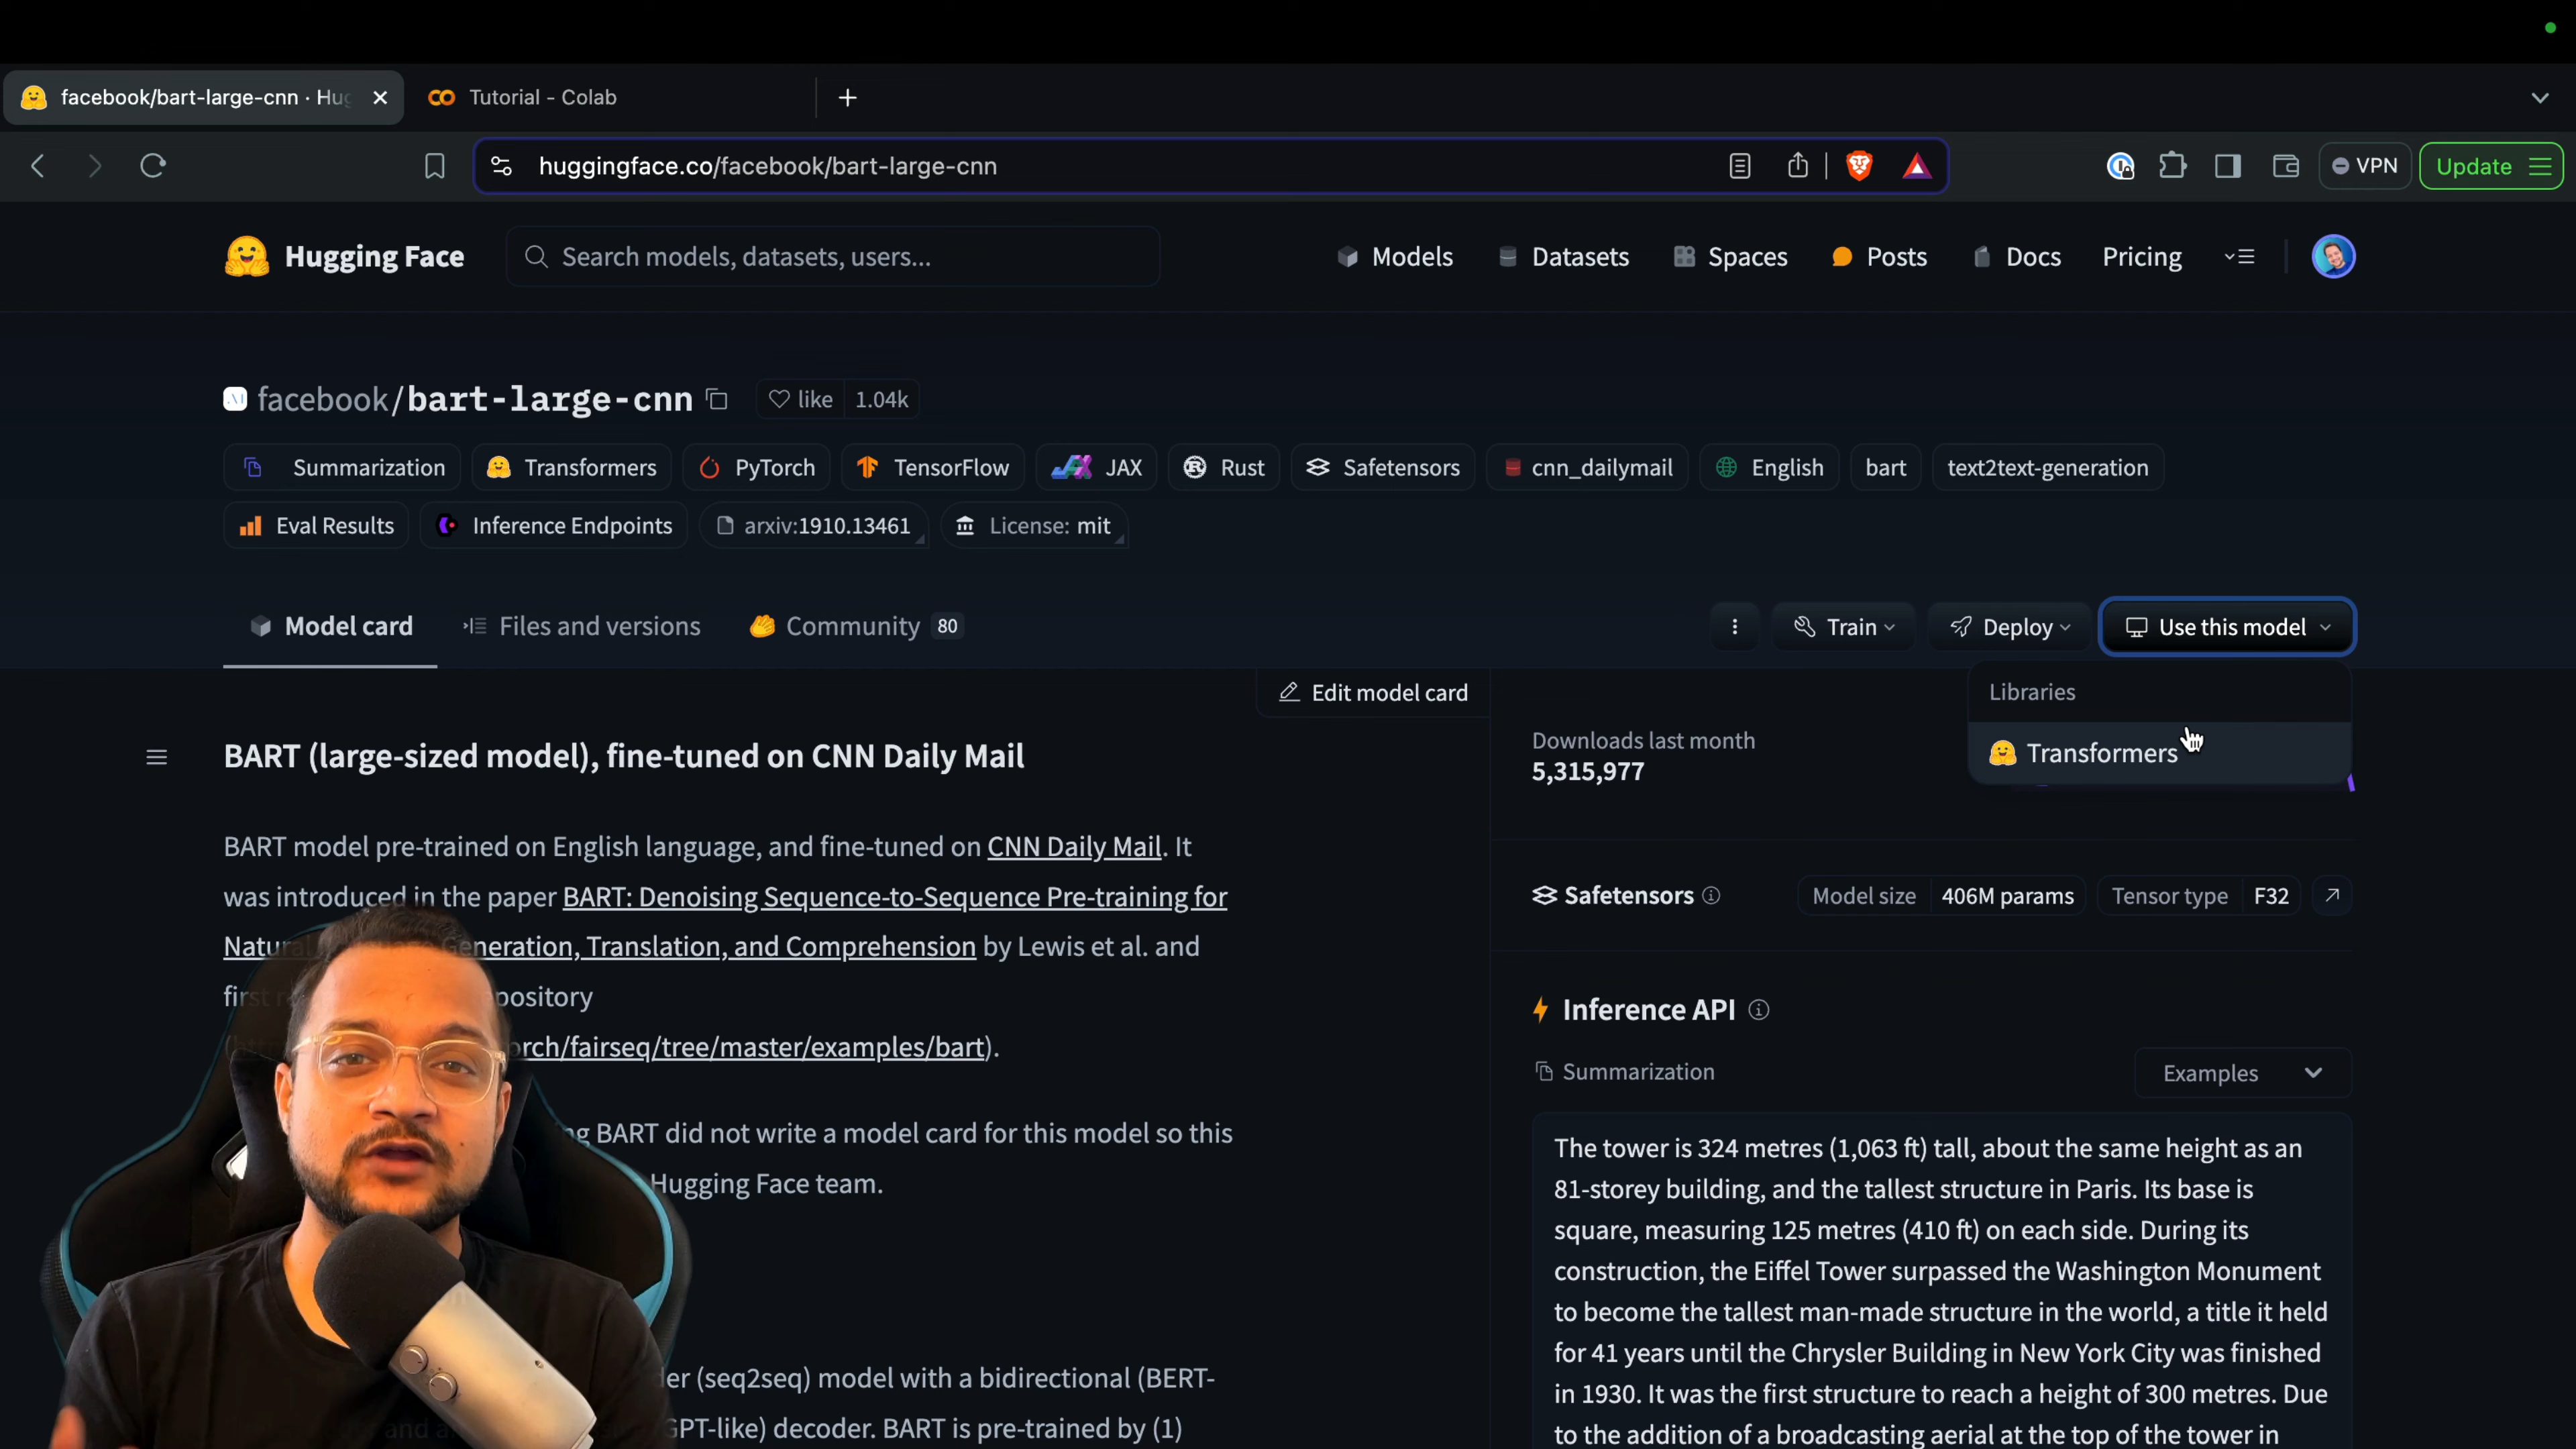 facebook/bart-large-cnn · Hug
Tutorial - Colab
huggingface.co/facebook/bart-large-cnn
VPN
Update
Hugging Face
Search models, datasets, users...
Models
Datasets
Spaces
Posts
Docs
Pricing
facebook/bart-large-cnn
like
1.04k
Summarization
Transformers
PyTorch
TensorFlow
JAX
Rust
Safetensors
cnn_dailymail
English
bart
text2text-generation
Eval Results
Inference Endpoints
arxiv:1910.13461
License: mit
Model card
Files and versions
Community 80
Train
Deploy
Use this model
Libraries
Transformers
Edit model card
BART (large-sized model), fine-tuned on CNN Daily Mail
BART model pre-trained on English language, and fine-tuned on CNN Daily Mail. It
was introduced in the paper BART: Denoising Sequence-to-Sequence Pre-training for
Generation, Translation, and Comprehension by Lewis et al. and
rch/fairseq/tree/master/examples/bart).
BART did not write a model card for this model so this
Hugging Face team.
(seq2seq) model with a bidirectional (BERT-
GPT-like) decoder. BART is pre-trained by (1)
Downloads last month
5,315,977
Safetensors
Model size 406M params
Tensor type F32
Inference API
Summarization
Examples
The tower is 324 metres (1,063 ft) tall, about the same height as an
81-storey building, and the tallest structure in Paris. Its base is
square, measuring 125 metres (410 ft) on each side. During its
construction, the Eiffel Tower surpassed the Washington Monument
to become the tallest man-made structure in the world, a title it held
for 41 years until the Chrysler Building in New York City was finished
in 1930. It was the first structure to reach a height of 300 metres. Due
to the addition of a broadcasting aerial at the top of the tower in